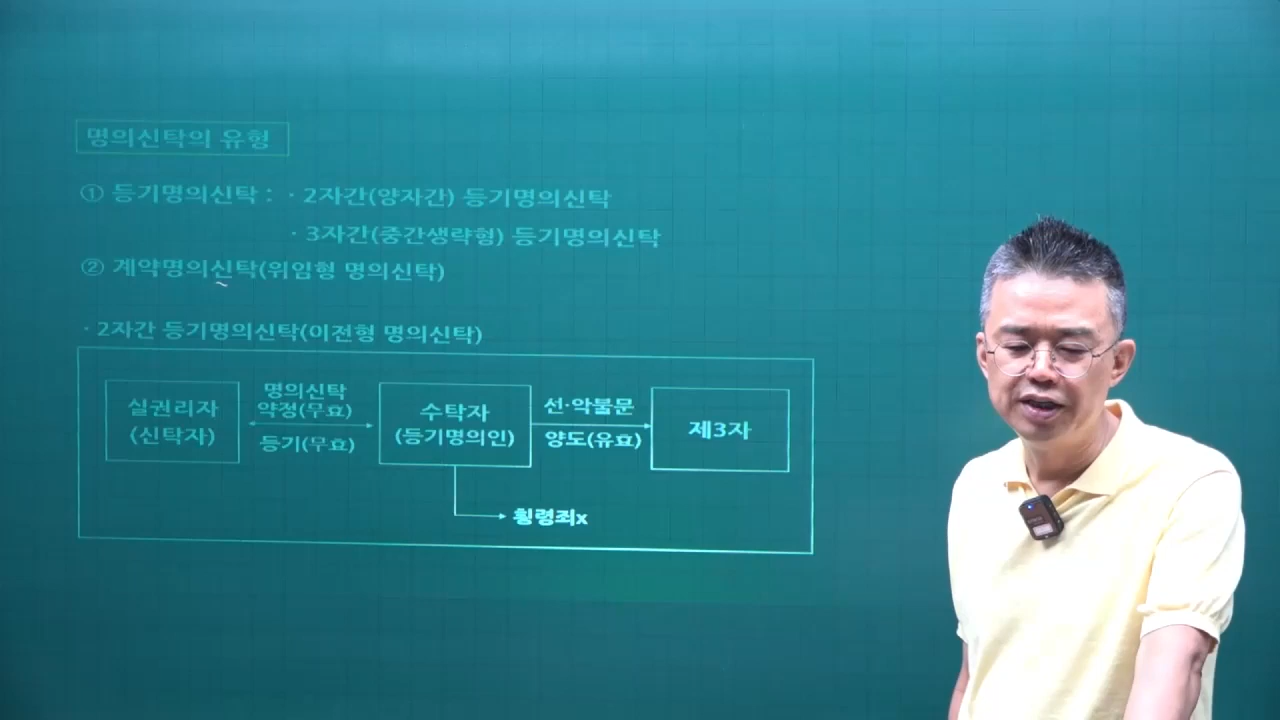 명의신탁의 유형
① 등기명의신탁 : · 2자간(양자간) 등기명의신탁
· 3자간(중간생략형) 등기명의신탁
② 계약명의신탁(위임형 명의신탁)
· 2자간 등기명의신탁(이전형 명의신탁)
실권리자
(신탁자)
명의신탁
약정(무효)
등기(무효)
수탁자
(등기명의인)
선·악불문
양도(유효)
제3자
횡령죄x